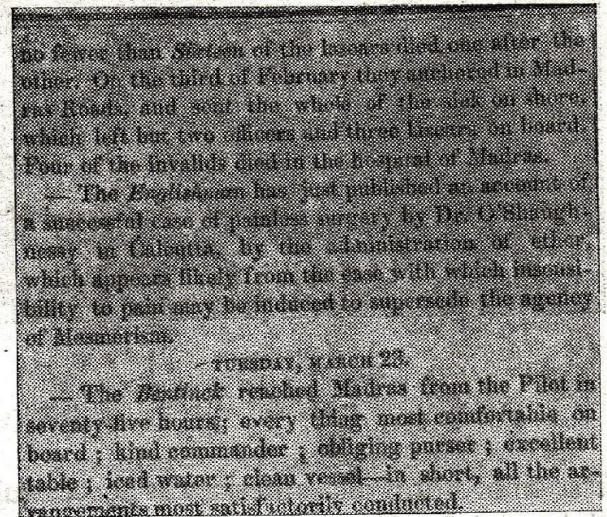 no fewer than Sixteen of the lascars died one after the
other. On the third of February they anchored in Mad-
ras Roads, and sent the whole of the sick on shore,
which left but two officers and three lascars on board.
Four of the invalids died in the hospital of Madras.
— The Englishman has just published an account of
a successful case of painless surgery by Dr. O'Shaugh-
nessy in Calcutta, by the administration of ether,
which appears likely from the ease with which insensi-
bility to pain may be induced to supersede the agency
of Mesmerism.
TUESDAY, MARCH 23.
— The Bentinck reached Madras from the Pilot in
seventy-five hours; every thing most comfortable on
board ; kind commander ; obliging purser ; excellent
table ; iced water ; clean vessel—in short, all the ar-
rangements most satisfactorily conducted.